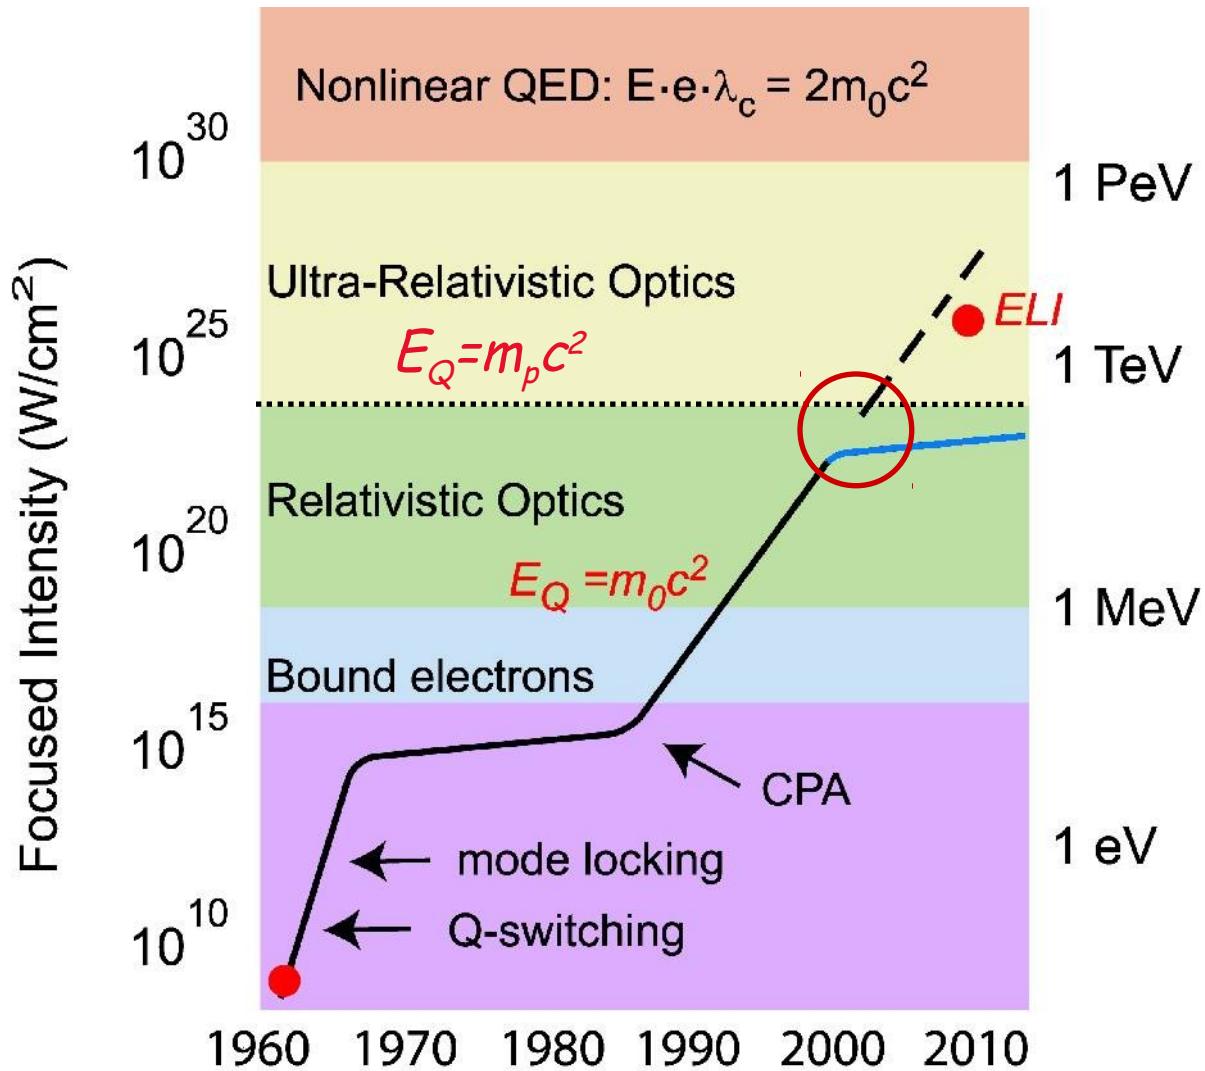 Nonlinear QED: E·e·λc = 2m0c2
1030
1 PeV
Ultra-Relativistic Optics
ELI
1025
EQ=mpc2
1 TeV
Relativistic Optics
1020
EQ =m0c2
1 MeV
Bound electrons
1015
CPA
1 eV
mode locking
Q-switching
1010
Focused Intensity (W/cm2)
1960 1970 1980 1990 2000 2010